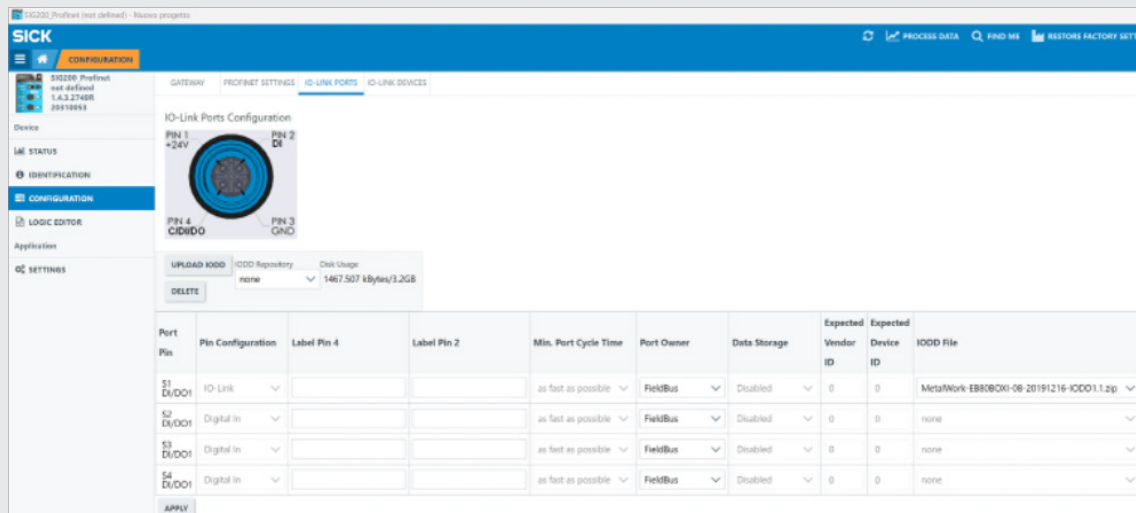 SIG200_Profinet (not defined) - Nuovo progetto
SICK
PROCESS DATA FIND ME RESTORE FACTORY SETT
CONFIGURATION
SIG200_Profinet
not defined
1.4.3.2748R
20310053
GATEWAY PROFINET SETTINGS IO-LINK PORTS IO-LINK DEVICES
Device
STATUS
IDENTIFICATION
CONFIGURATION
LOGIC EDITOR
Application
SETTINGS
IO-Link Ports Configuration
PIN 1 PIN 2
+24V DI
PIN 4 PIN 3
C/DI/DO GND
UPLOAD IODD IODD Repository Disk Usage
none 1467.507 kBytes/3.2GB
DELETE
Port Pin Pin Configuration Label Pin 4 Label Pin 2 Min. Port Cycle Time Port Owner Data Storage Expected Vendor ID Expected Device ID IODD File
S1 DI/DO1 IO-Link as fast as possible FieldBus Disabled 0 0 MetalWork-EB80BOXI-08-20191216-IODD1.1.zip
S2 DI/DO1 Digital In as fast as possible FieldBus Disabled 0 0 none
S3 DI/DO1 Digital In as fast as possible FieldBus Disabled 0 0 none
S4 DI/DO1 Digital In as fast as possible FieldBus Disabled 0 0 none
APPLY